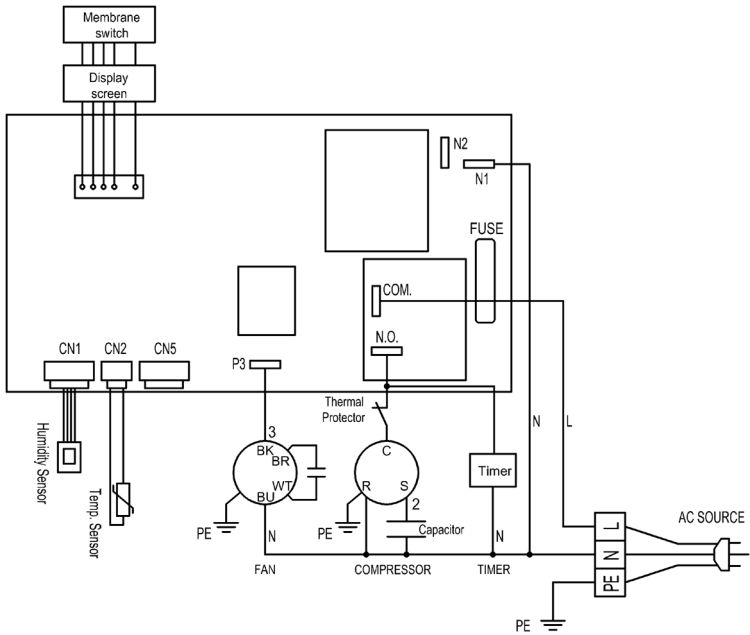 Membrane
switch
Display
screen
N2
N1
FUSE
COM.
N.O.
CN1
CN2
CN5
P3
Thermal
Protector
N
L
3
BK
BR
WT
BU
C
R
S
2
Timer
Humidity Sensor
Temp. Sensor
PE
N
PE
Capacitor
N
L
N
PE
AC SOURCE
FAN
COMPRESSOR
TIMER
PE